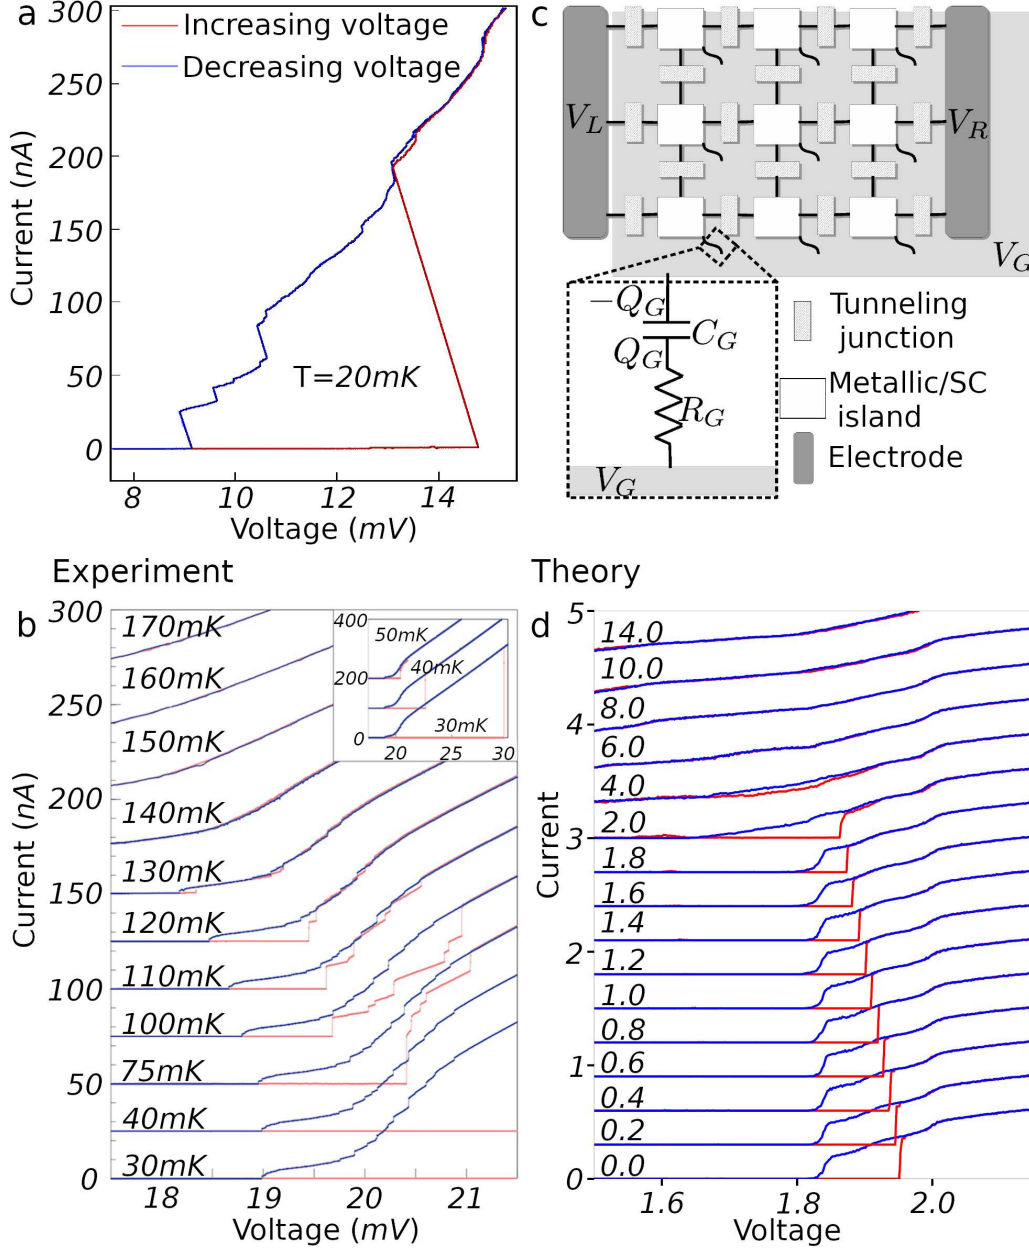 a
Increasing voltage
Decreasing voltage
300
250
200
150
100
50
0
Current (nA)
T=20mK
8
10
12
14
Voltage (mV)
c
V_L
V_R
V_G
-Q_G
C_G
Q_G
R_G
V_G
Tunneling
junction
Metallic/SC
island
Electrode
Experiment
b
300
250
200
150
100
50
0
Current (nA)
170mK
160mK
150mK
140mK
130mK
120mK
110mK
100mK
75mK
40mK
30mK
400
200
0
50mK
40mK
30mK
20
25
30
18
19
20
21
Voltage (mV)
Theory
d
5
4
3
2
1
0
Current
14.0
10.0
8.0
6.0
4.0
2.0
1.8
1.6
1.4
1.2
1.0
0.8
0.6
0.4
0.2
0.0
1.6
1.8
2.0
Voltage